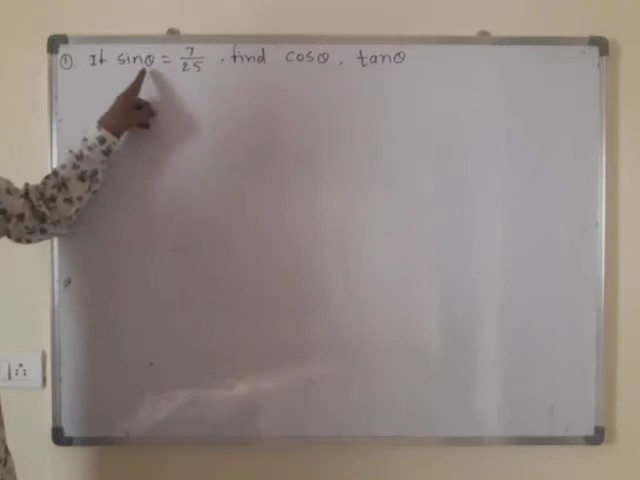 ① If sinθ = 7/25 . find cosθ , tanθ